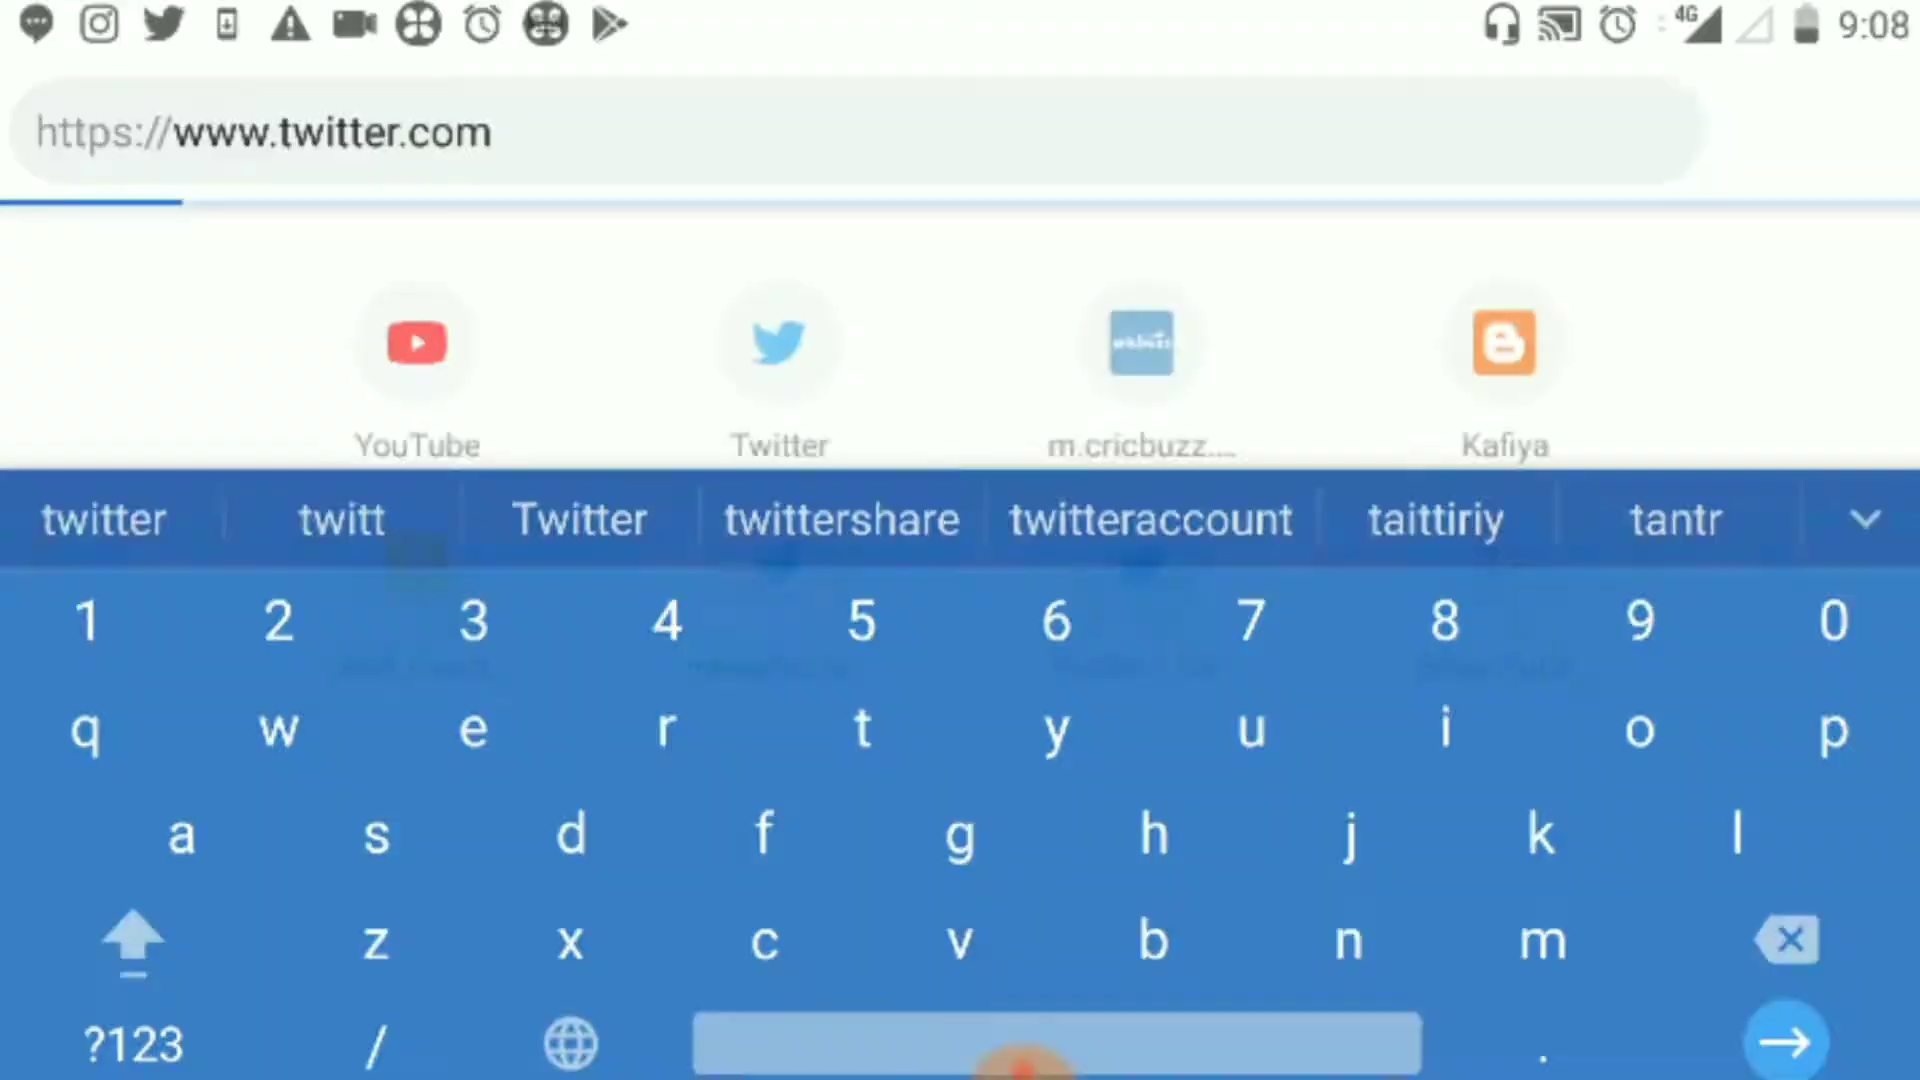 4G 9:08
https://www.twitter.com
YouTube Twitter m.cricbuzz.... Kafiya
twitter twitt Twitter twittershare twitteraccount taittiriy tantr
1 2 3 4 5 6 7 8 9 0
q w e r t y u i o p
a s d f g h j k l
z x c v b n m
?123 / .